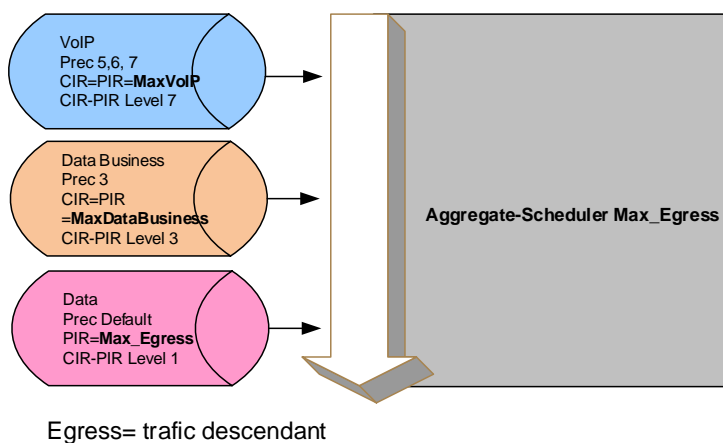 VoIP
Prec 5,6, 7
CIR=PIR=MaxVoIP
CIR-PIR Level 7
Data Business
Prec 3
CIR=PIR
=MaxDataBusiness
CIR-PIR Level 3
Data
Prec Default
PIR=Max_Egress
CIR-PIR Level 1
Aggregate-Scheduler Max_Egress
Egress= trafic descendant